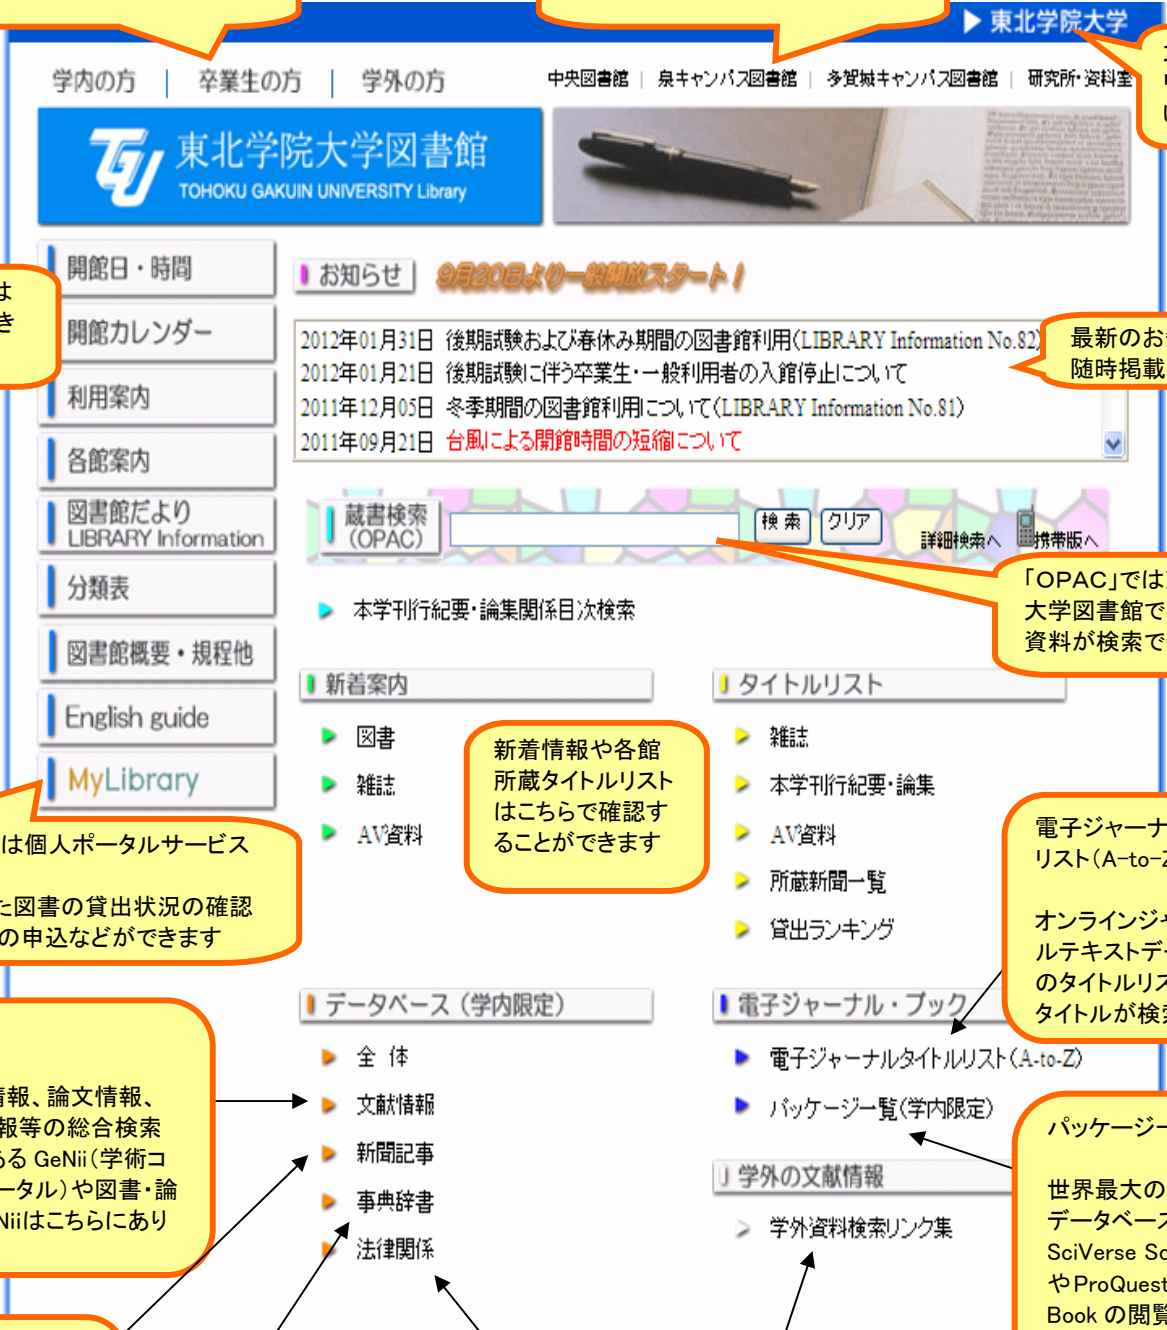 ▶ 東北学院大学
学内の方 | 卒業生の方 | 学外の方
中央図書館 | 泉キャンパス図書館 | 多賀城キャンパス図書館 | 研究所・資料室
TGU
東北学院大学図書館
TOHOKU GAKUIN UNIVERSITY Library
開館日・時間
開館カレンダー
利用案内
各館案内
図書館だより
LIBRARY Information
分類表
図書館概要・規程他
English guide
MyLibrary
は
き
お知らせ
9月20日より一般開放スタート！
2012年01月31日 後期試験および春休み期間の図書館利用(LIBRARY Information No.82)
2012年01月21日 後期試験に伴う卒業生・一般利用者の入館停止について
2011年12月05日 冬季期間の図書館利用について(LIBRARY Information No.81)
2011年09月21日 台風による開館時間の短縮について
最新のお
随時掲載
蔵書検索
(OPAC)
検 索
クリア
詳細検索へ
携帯版へ
「OPAC」では
大学図書館で
資料が検索で
本学刊行紀要・論集関係目次検索
新着案内
図書
雑誌
AV資料
新着情報や各館
所蔵タイトルリスト
はこちらで確認す
ることができます
タイトルリスト
雑誌
本学刊行紀要・論集
AV資料
所蔵新聞一覧
貸出ランキング
は個人ポータルサービス
た図書の貸出状況の確認
の申込などができます
電子ジャーナ
リスト(A-to-Z
オンラインジャ
ルテキストデー
のタイトルリス
タイトルが検索
データベース（学内限定）
全 体
文献情報
新聞記事
事典辞書
法律関係
電子ジャーナル・ブック
電子ジャーナルタイトルリスト(A-to-Z)
パッケージ一覧(学内限定)
学外の文献情報
学外資料検索リンク集
情報、論文情報、
報等の総合検索
ある GeNii(学術コ
ータル)や図書・論
Niiはこちらにあり
パッケージ一
世界最大の
データベース
SciVerse Sc
やProQuest
Book の閲覧